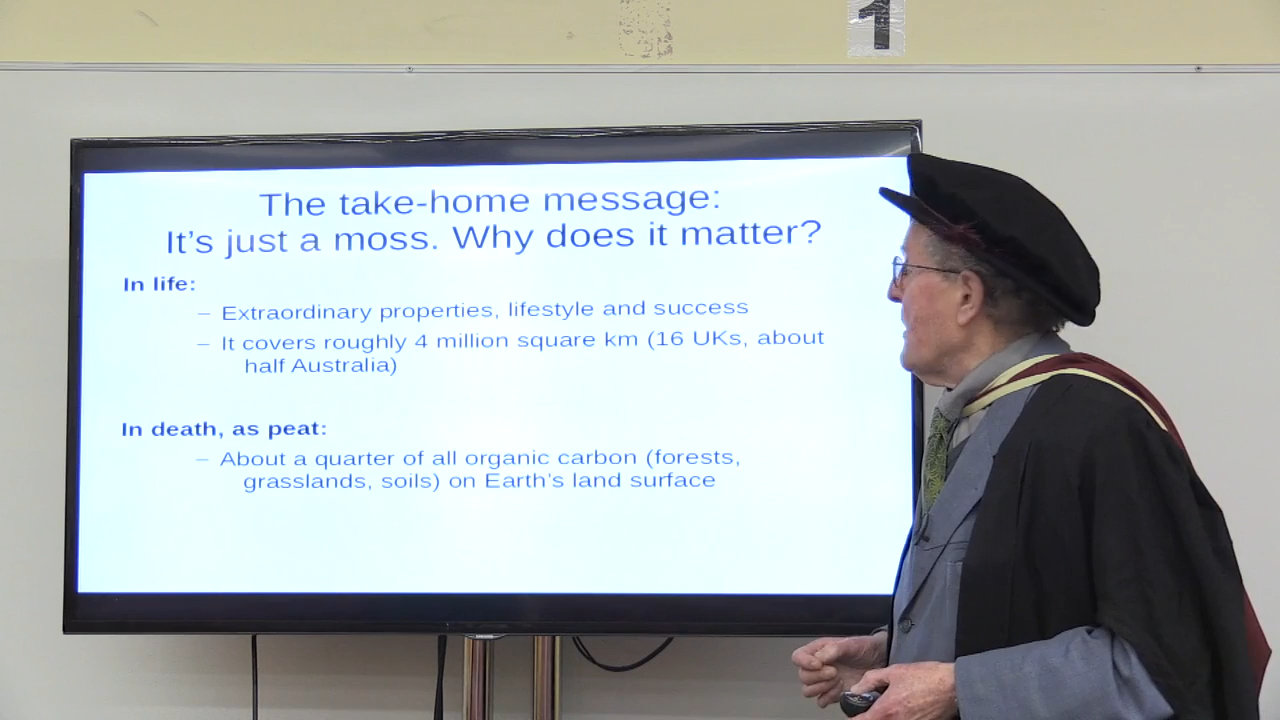 1
The take-home message:
It's just a moss. Why does it matter?
In life:
– Extraordinary properties, lifestyle and success
– It covers roughly 4 million square km (16 UKs, about
half Australia)
In death, as peat:
– About a quarter of all organic carbon (forests,
grasslands, soils) on Earth's land surface